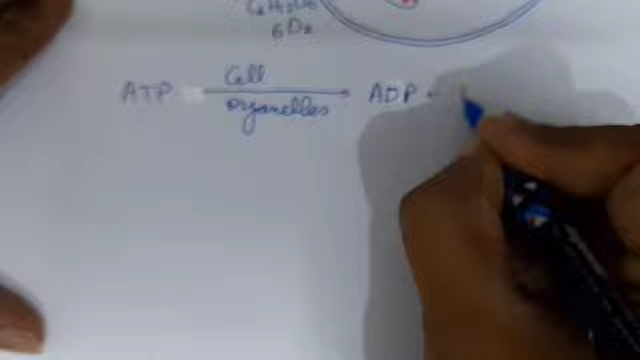 C6H12O6
6O2
Cell
ATP → ADP +
organelles